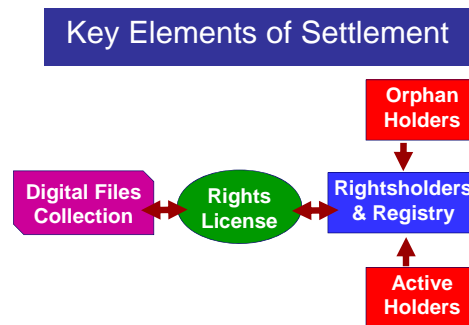 Key Elements of Settlement
Orphan
Holders
Digital Files
Collection
Rights
License
Rightsholders
& Registry
Active
Holders